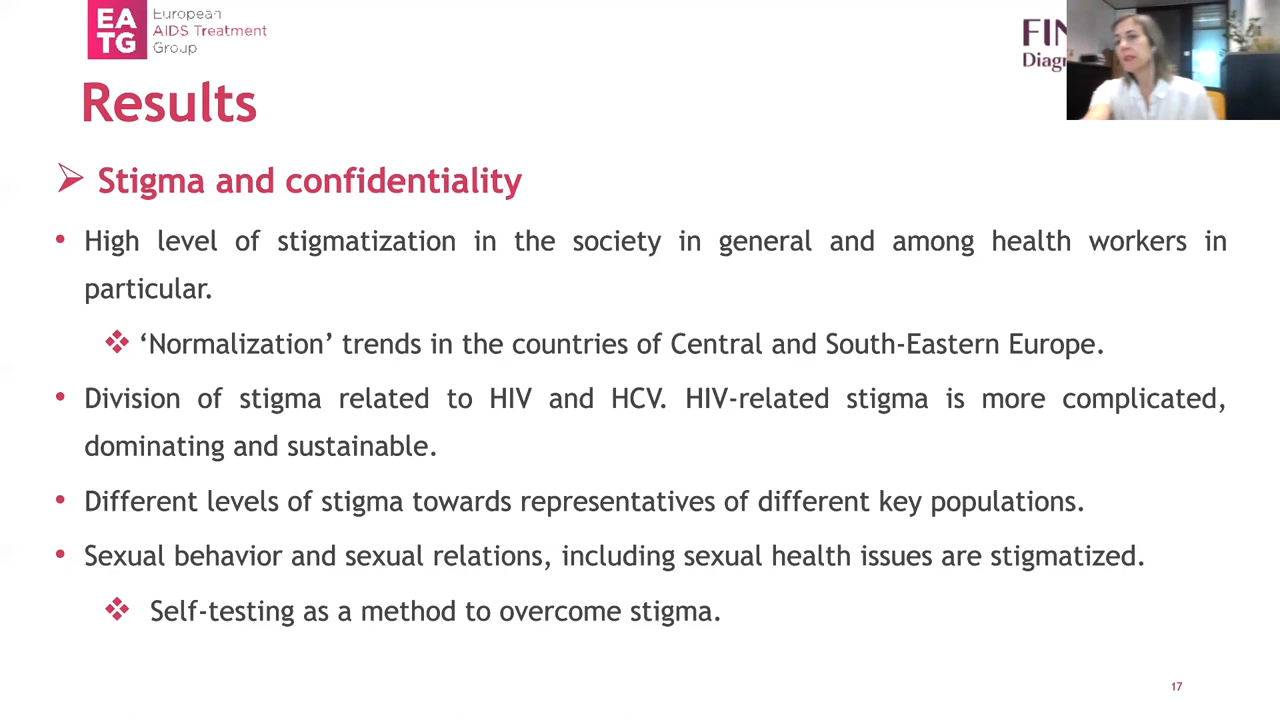 EA
TG
European
AIDS Treatment
Group
Results
Stigma and confidentiality
High level of stigmatization in the society in general and among health workers in
particular.
‘Normalization’ trends in the countries of Central and South-Eastern Europe.
Division of stigma related to HIV and HCV. HIV-related stigma is more complicated,
dominating and sustainable.
Different levels of stigma towards representatives of different key populations.
Sexual behavior and sexual relations, including sexual health issues are stigmatized.
Self-testing as a method to overcome stigma.
17